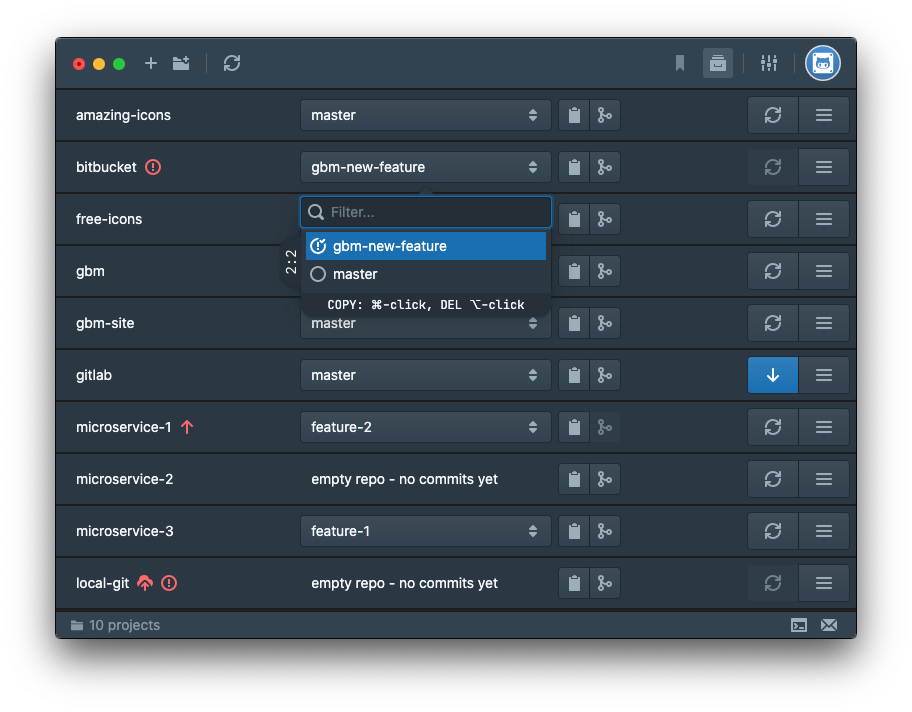 amazing-icons master
bitbucket gbm-new-feature
free-icons Filter...
gbm-new-feature
gbm 2:2 master
COPY: ⌘-click, DEL ⌥-click
gbm-site master
gitlab master
microservice-1 feature-2
microservice-2 empty repo - no commits yet
microservice-3 feature-1
local-git empty repo - no commits yet
10 projects